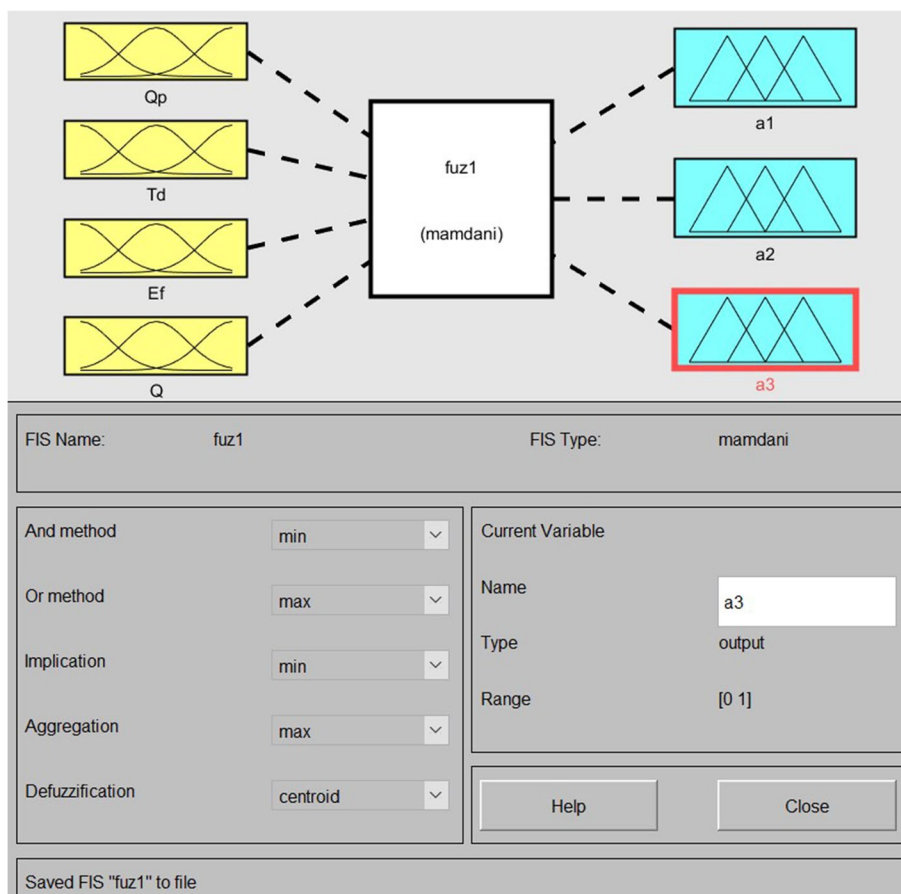 Qp
Td
Ef
Q
fuz1
(mamdani)
a1
a2
a3
FIS Name: fuz1 FIS Type: mamdani
And method min
Or method max
Implication min
Aggregation max
Defuzzification centroid
Current Variable
Name a3
Type output
Range [0 1]
Help Close
Saved FIS "fuz1" to file